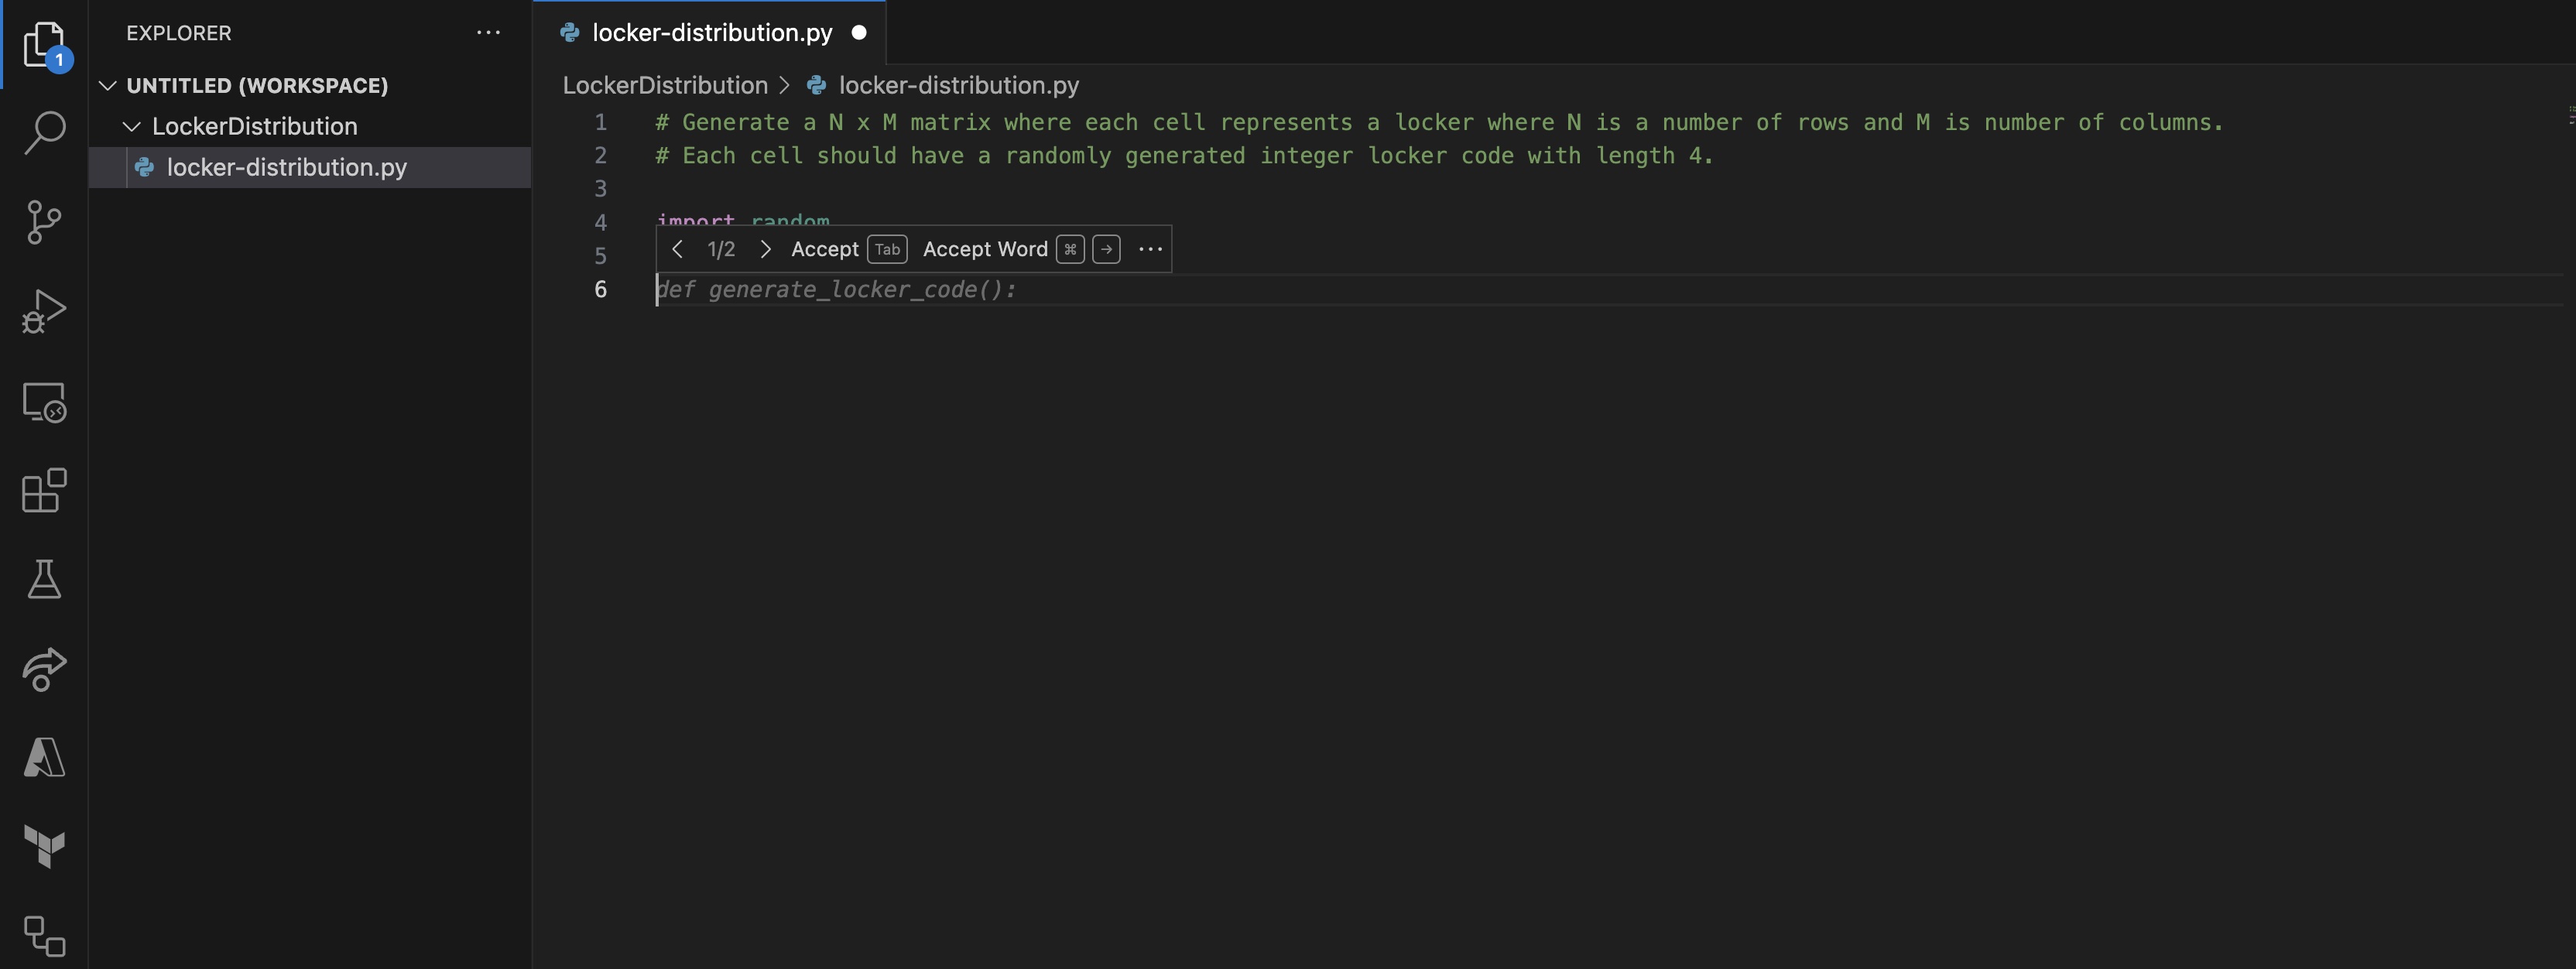 EXPLORER
1
UNTITLED (WORKSPACE)
LockerDistribution
locker-distribution.py
locker-distribution.py
LockerDistribution > locker-distribution.py
1 # Generate a N x M matrix where each cell represents a locker where N is a number of rows and M is number of columns.
2 # Each cell should have a randomly generated integer locker code with length 4.
3
4 import random
5
1/2 Accept Tab Accept Word ⌘ →
6 def generate_locker_code():